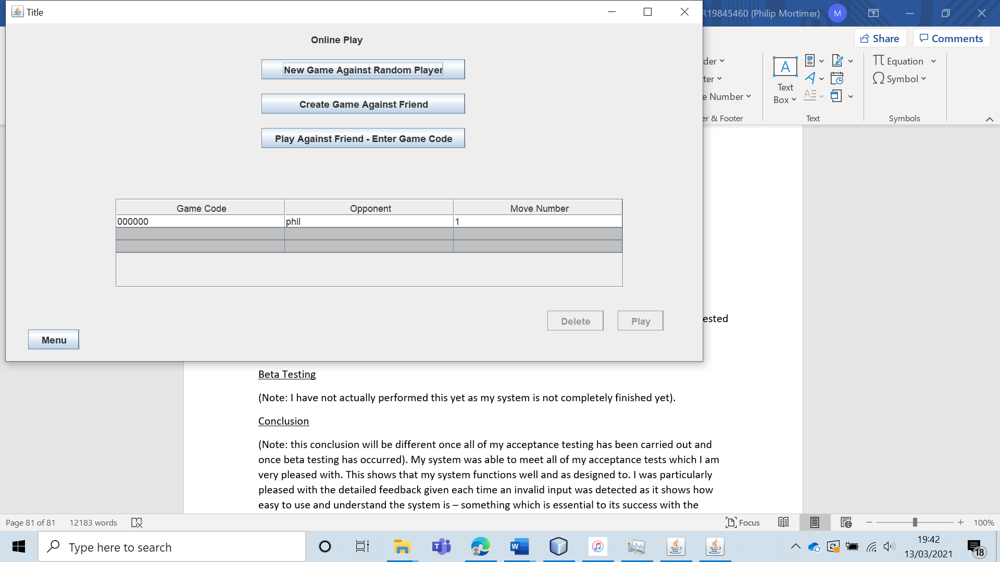 Title
R19845460 (Philip Mortimer)
M
Share
Comments
Online Play
New Game Against Random Player
Create Game Against Friend
Play Against Friend - Enter Game Code
Game Code Opponent Move Number
000000 phil 1
Delete
Play
Menu
der
ter
e Number
er & Footer
A
Text
Box
Text
Equation
Symbol
Symbols
ested
Beta Testing
(Note: I have not actually performed this yet as my system is not completely finished yet).
Conclusion
(Note: this conclusion will be different once all of my acceptance testing has been carried out and
once beta testing has occurred). My system was able to meet all of my acceptance tests which I am
very pleased with. This shows that my system functions well and as designed to. I was particularly
pleased with the detailed feedback given each time an invalid input was detected as it shows how
easy to use and understand the system is – something which is essential to its success with the
Page 81 of 81
12183 words
Focus
100%
Type here to search
19:42
13/03/2021
18